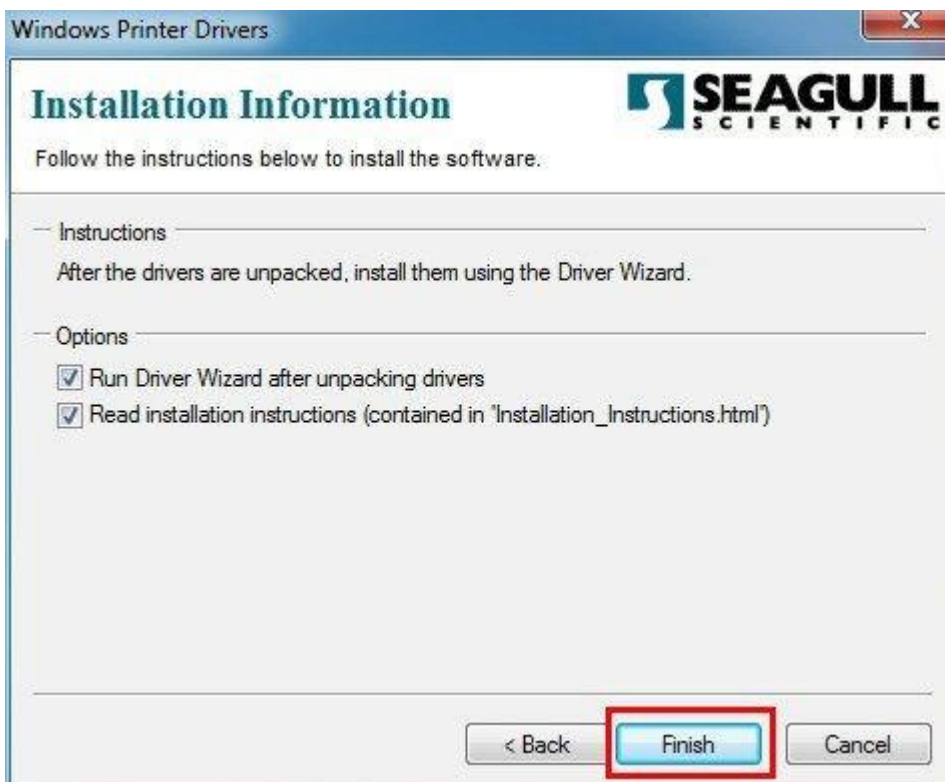 Windows Printer Drivers
X
Installation Information
SEAGULL
SCIENTIFIC
Follow the instructions below to install the software.
Instructions
After the drivers are unpacked, install them using the Driver Wizard.
Options
Run Driver Wizard after unpacking drivers
Read installation instructions (contained in 'Installation_Instructions.html')
< Back Finish Cancel